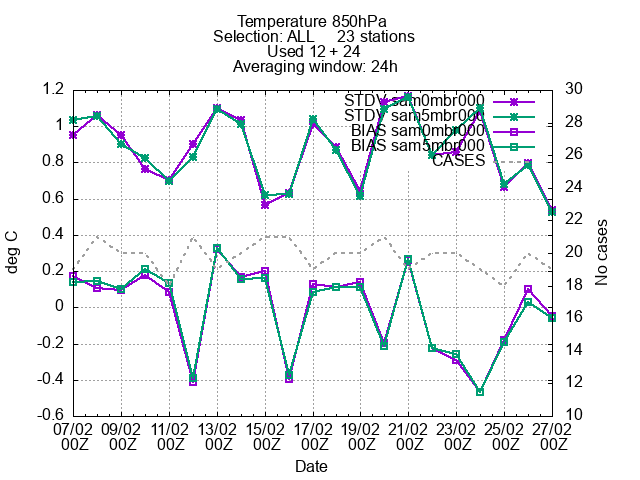 Temperature 850hPa
Selection: ALL 23 stations
Used 12 + 24
Averaging window: 24h
STDV sam0mbr000
STDV sam5mbr000
BIAS sam0mbr000
BIAS sam5mbr000
CASES
deg C
1.2
1
0.8
0.6
0.4
0.2
0
-0.2
-0.4
-0.6
30
28
26
24
22
20
18
16
14
12
10
No cases
07/02 09/02 11/02 13/02 15/02 17/02 19/02 21/02 23/02 25/02 27/02
00Z 00Z 00Z 00Z 00Z 00Z 00Z 00Z 00Z 00Z 00Z
Date